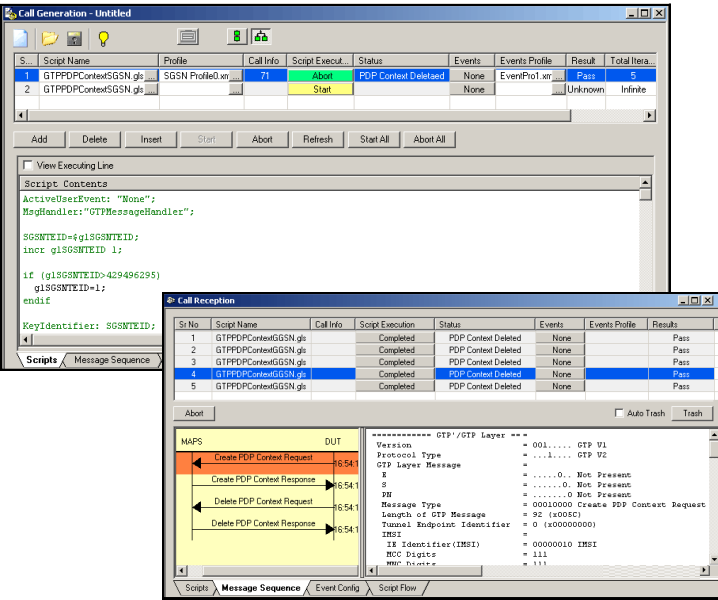 Call Generation - Untitled
S... Script Name Profile Call Info Script Execut... Status Events Events Profile Result Total Itera...
1 GTPPDPContextSGSN.gls ... SGSN Profile0.xm ... 71 Abort PDP Context Deletaed None EventPro1.xm ... Pass 5
2 GTPPDPContextSGSN.gls ... ... Start None ... Unknown Infinite
Add Delete Insert Start Abort Refresh Start All Abort All
View Executing Line
Script Contents
ActiveUserEvent: "None";
MsgHandler:"GTPMessageHandler";
SGSNTEID=$glSGSNTEID;
incr glSGSNTEID 1;
if (glSGSNTEID>429496295)
glSGSNTEID=1;
endif
KeyIdentifier: SGSNTEID;
Scripts Message Sequence
Call Reception
Sr No Script Name Call Info Script Execution Status Events Events Profile Results
1 GTPPDPContextGGSN.gls Completed PDP Context Deleted None Pass
2 GTPPDPContextGGSN.gls Completed PDP Context Deleted None Pass
3 GTPPDPContextGGSN.gls Completed PDP Context Deleted None Pass
4 GTPPDPContextGGSN.gls Completed PDP Context Deleted None Pass
5 GTPPDPContextGGSN.gls Completed PDP Context Deleted None Pass
Abort Auto Trash Trash
MAPS DUT
Create PDP Context Request
16:54:1
Create PDP Context Response
16:54:1
Delete PDP Context Request
16:54:1
Delete PDP Context Response
16:54:1
============ GTP'/GTP Layer == =
Version = 001..... GTP V1
Protocol Type = ...1.... GTP V2
GTP Layer Message =
E = .....0.. Not Present
S = ......0. Not Present
PN = .......0 Not Present
Message Type = 00010000 Create PDP Context Request
Length of GTP Message = 92 (x005C)
Tunnel Endpoint Identifier = 0 (x00000000)
IMSI =
IE Identifier(IMSI) = 00000010 IMSI
MCC Digits = 111
MNC Digits = 111
Scripts Message Sequence Event Config Script Flow